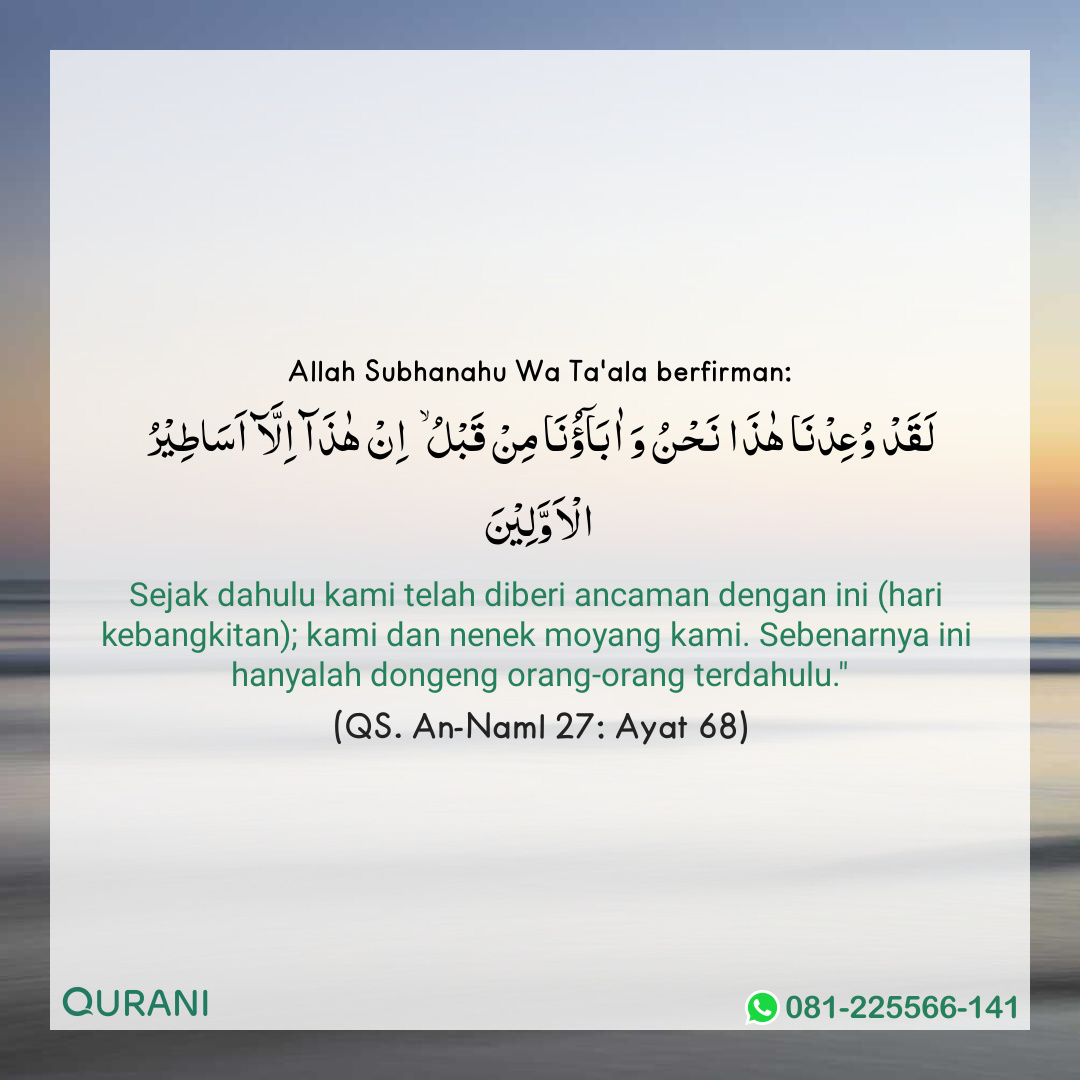 Allah Subhanahu Wa Ta'ala berfirman:
لَـقَدْ وُعِدْنَا هٰذَا نَحْنُ وَ اٰبَآؤُنَا مِنْ قَبْلُ ۙ اِنْ هٰذَاۤ اِلَّاۤ اَسَاطِيْرُ
الْاَوَّلِيْنَ
Sejak dahulu kami telah diberi ancaman dengan ini (hari
kebangkitan); kami dan nenek moyang kami. Sebenarnya ini
hanyalah dongeng orang-orang terdahulu."
(QS. An-Naml 27: Ayat 68)
QURANI
081-225566-141